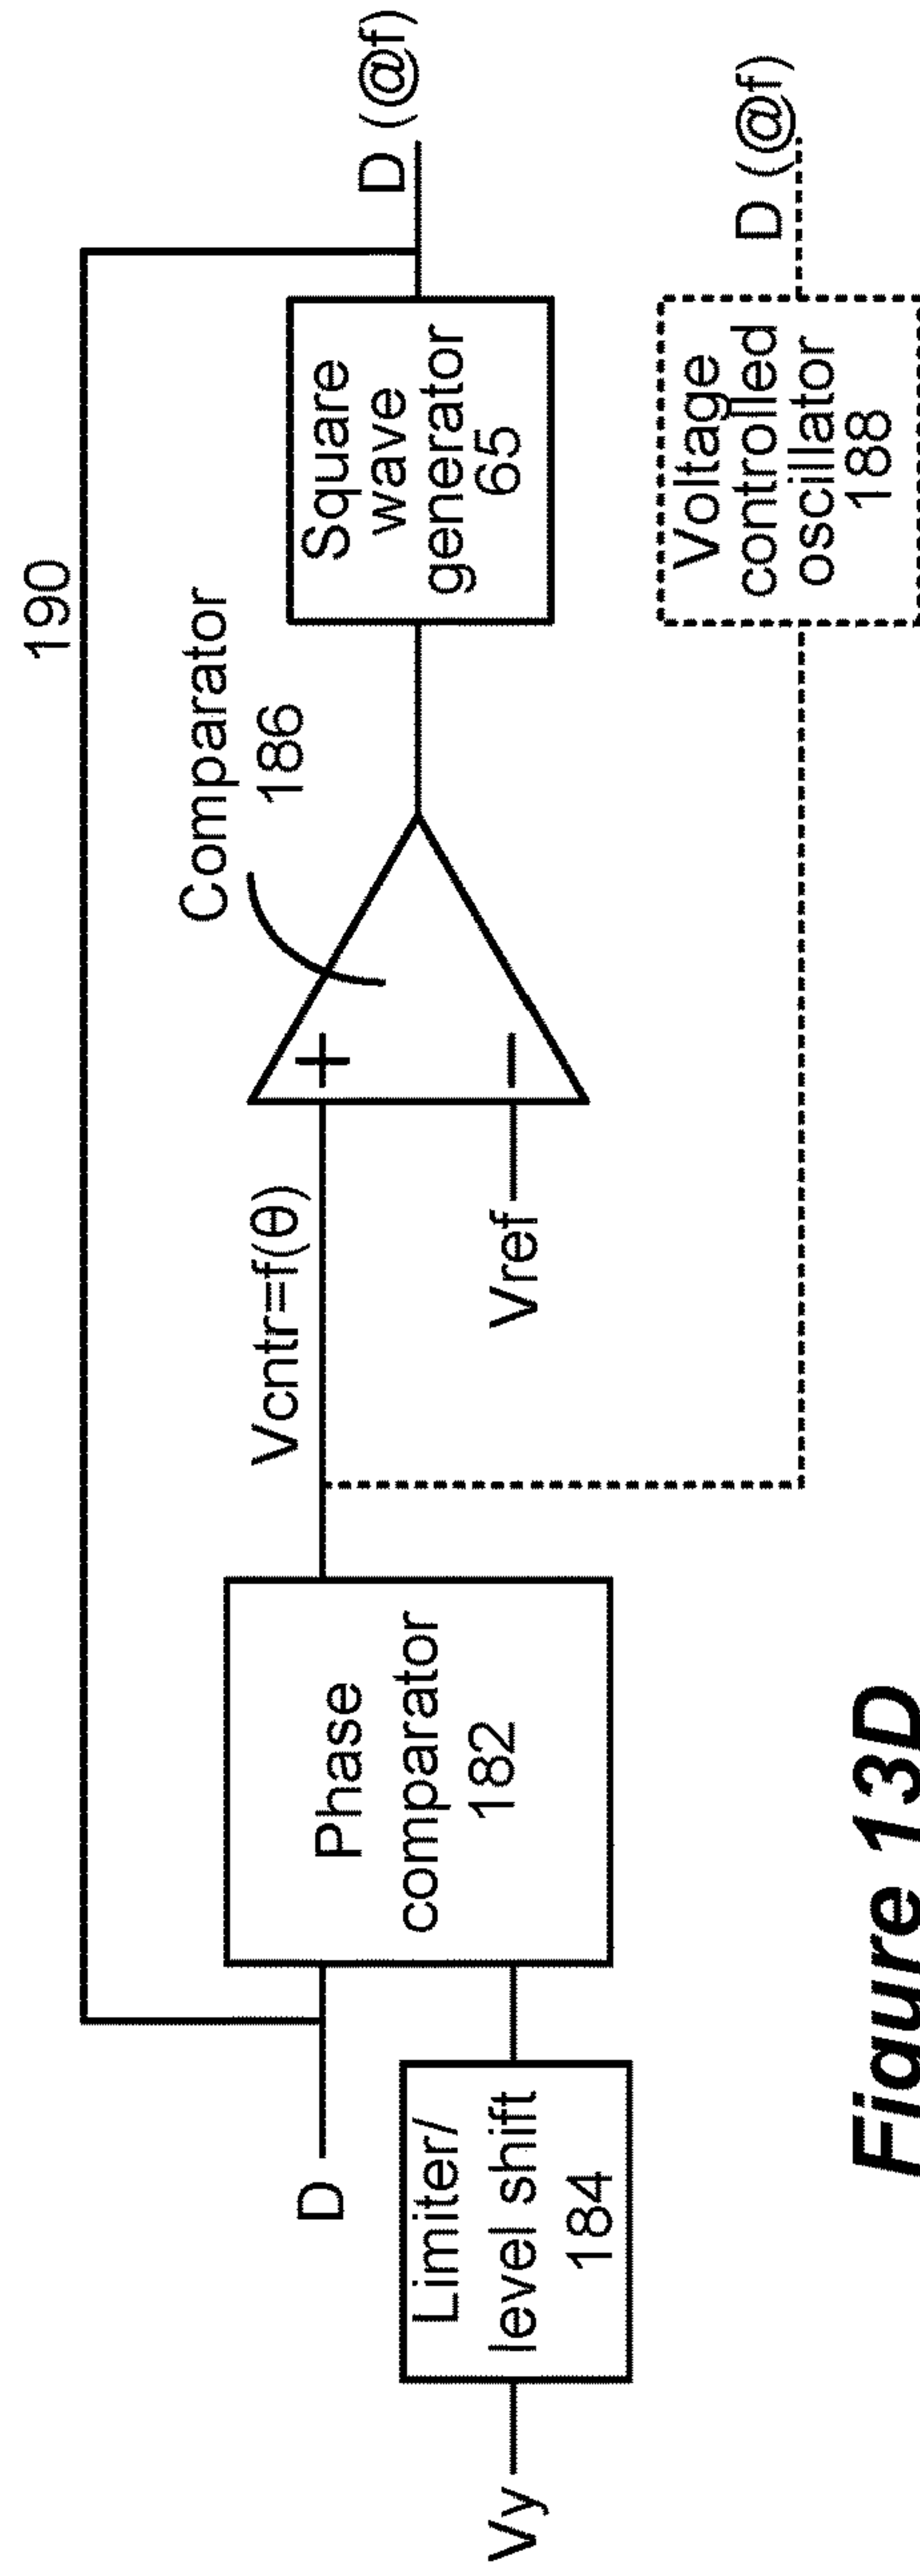 190
D (@f)
Comparator
186
Square
wave
generator
65
Vcntr=f(θ)
+
−
Vref
D
Phase
comparator
182
Vy
Limiter/
level shift
184
Voltage
controlled
oscillator
188
D (@f)
Figure 13D